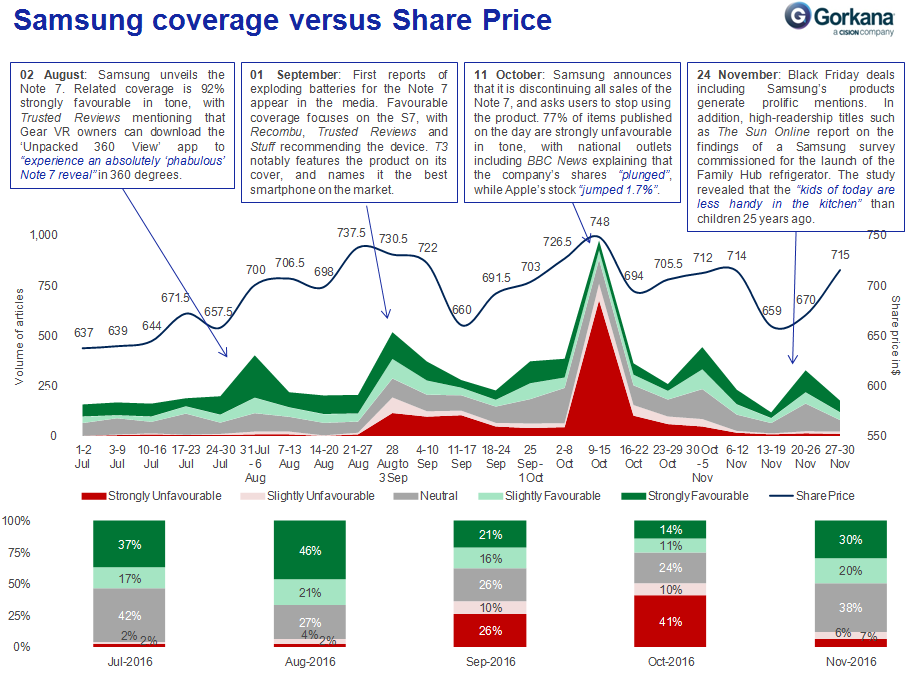 Samsung coverage versus Share Price
Gorkana
a CISION company
02 August: Samsung unveils the
Note 7. Related coverage is 92%
strongly favourable in tone, with
Trusted Reviews mentioning that
Gear VR owners can download the
‘Unpacked 360 View’ app to
“experience an absolutely ‘phabulous’
Note 7 reveal” in 360 degrees.
01 September: First reports of
exploding batteries for the Note 7
appear in the media. Favourable
coverage focuses on the S7, with
Recombu, Trusted Reviews and
Stuff recommending the device. T3
notably features the product on its
cover, and names it the best
smartphone on the market.
11 October: Samsung announces
that it is discontinuing all sales of the
Note 7, and asks users to stop using
the product. 77% of items published
on the day are strongly unfavourable
in tone, with national outlets
including BBC News explaining that
the company’s shares “plunged”,
while Apple’s stock “jumped 1.7%”.
24 November: Black Friday deals
including Samsung’s products
generate prolific mentions. In
addition, high-readership titles such
as The Sun Online report on the
findings of a Samsung survey
commissioned for the launch of the
Family Hub refrigerator. The study
revealed that the “kids of today are
less handy in the kitchen” than
children 25 years ago.
Volume of articles
1,000
750
500
250
0
637 639 644 671.5 657.5 700 706.5 698 737.5 730.5 722 660 691.5 703 726.5 748 694 705.5 712 714 659 670 715
750
700
650
600
550
Share price in $
1-2 3-9 10-16 17-23 24-30 31 Jul 7-13 14-20 21-27 28 4-10 11-17 18-24 25 2-8 9-15 16-22 23-29 30 Oct 6-12 13-19 20-26 27-30
Jul Jul Jul Jul Jul - 6 Aug Aug Aug Aug to Sep Sep Sep Sep - Oct Oct Oct Oct - 5 Nov Nov Nov Nov
Aug 3 Sep 1 Oct Nov
Strongly Unfavourable Slightly Unfavourable Neutral Slightly Favourable Strongly Favourable Share Price
100%
75%
50%
25%
0%
37%
17%
42%
2% 2%
Jul-2016
46%
21%
27%
4% 2%
Aug-2016
21%
16%
26%
10%
26%
Sep-2016
14%
11%
24%
10%
41%
Oct-2016
30%
20%
38%
6% 7%
Nov-2016